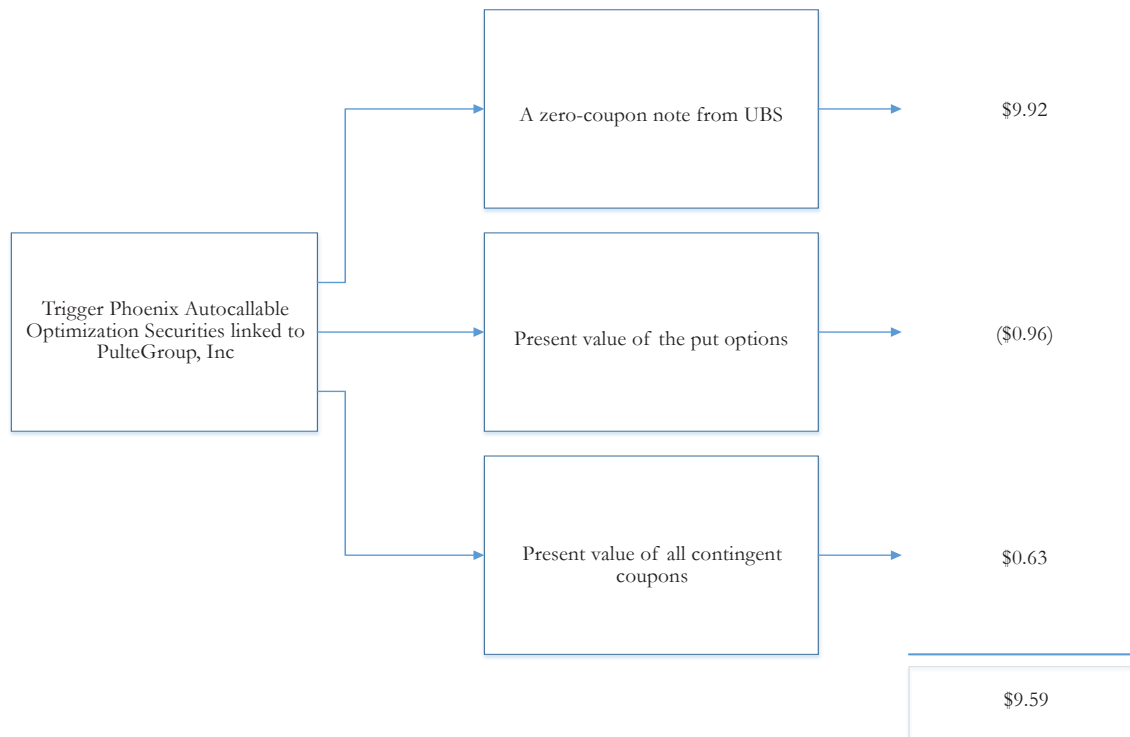 A zero-coupon note from UBS
$9.92
Trigger Phoenix Autocallable
Optimization Securities linked to
PulteGroup, Inc
Present value of the put options
($0.96)
Present value of all contingent
coupons
$0.63
$9.59